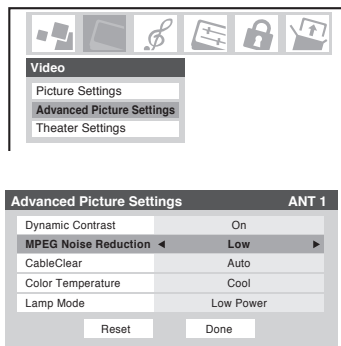 Video
Picture Settings
Advanced Picture Settings
Theater Settings
Advanced Picture Settings ANT 1
Dynamic Contrast On
MPEG Noise Reduction ◀ Low ▶
CableClear Auto
Color Temperature Cool
Lamp Mode Low Power
Reset Done